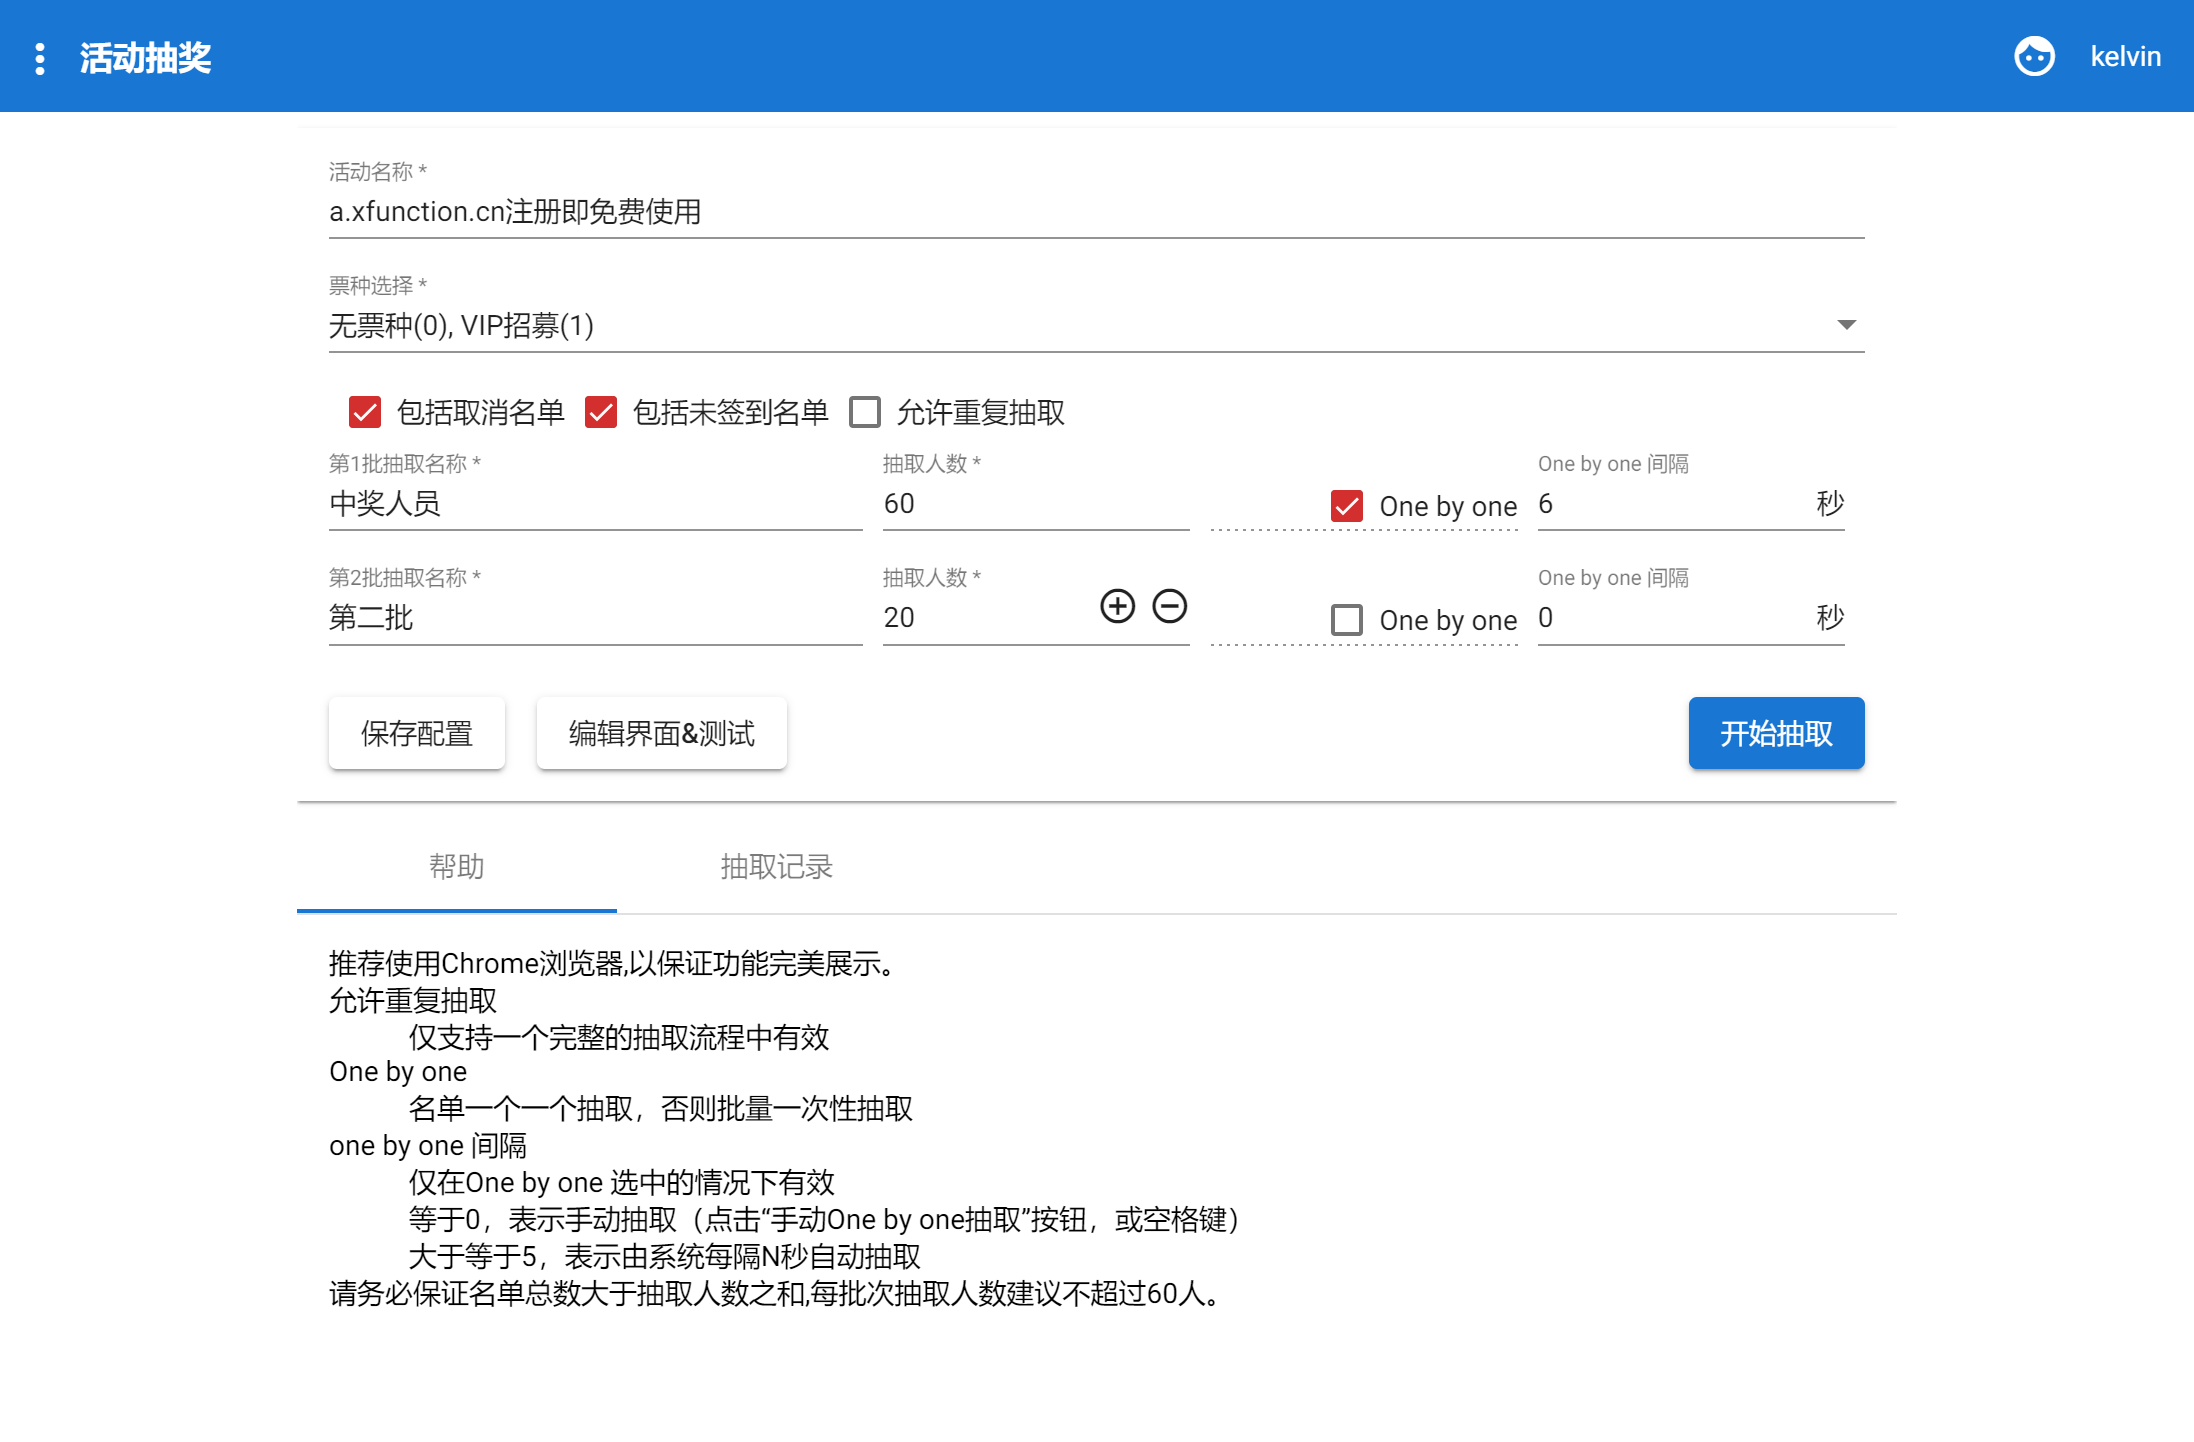 活动抽奖
kelvin
活动名称 *
a.xfunction.cn注册即免费使用
票种选择 *
无票种(0), VIP招募(1)
包括取消名单 包括未签到名单 允许重复抽取
第1批抽取名称 * 抽取人数 * One by one 间隔
中奖人员 60 One by one 6 秒
第2批抽取名称 * 抽取人数 * One by one 间隔
第二批 20 One by one 0 秒
保存配置 编辑界面&测试 开始抽取
帮助 抽取记录
推荐使用Chrome浏览器,以保证功能完美展示。
允许重复抽取
仅支持一个完整的抽取流程中有效
One by one
名单一个一个抽取，否则批量一次性抽取
one by one 间隔
仅在One by one 选中的情况下有效
等于0，表示手动抽取（点击“手动One by one抽取”按钮，或空格键）
大于等于5，表示由系统每隔N秒自动抽取
请务必保证名单总数大于抽取人数之和,每批次抽取人数建议不超过60人。